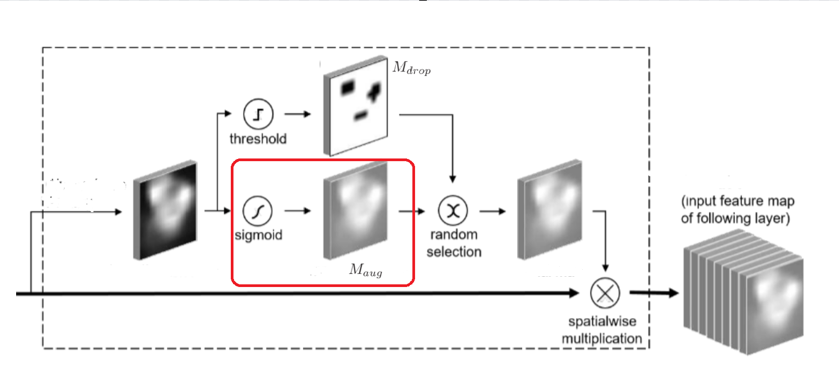 M_drop
threshold
sigmoid
M_aug
random
selection
(input feature map
of following layer)
spatialwise
multiplication